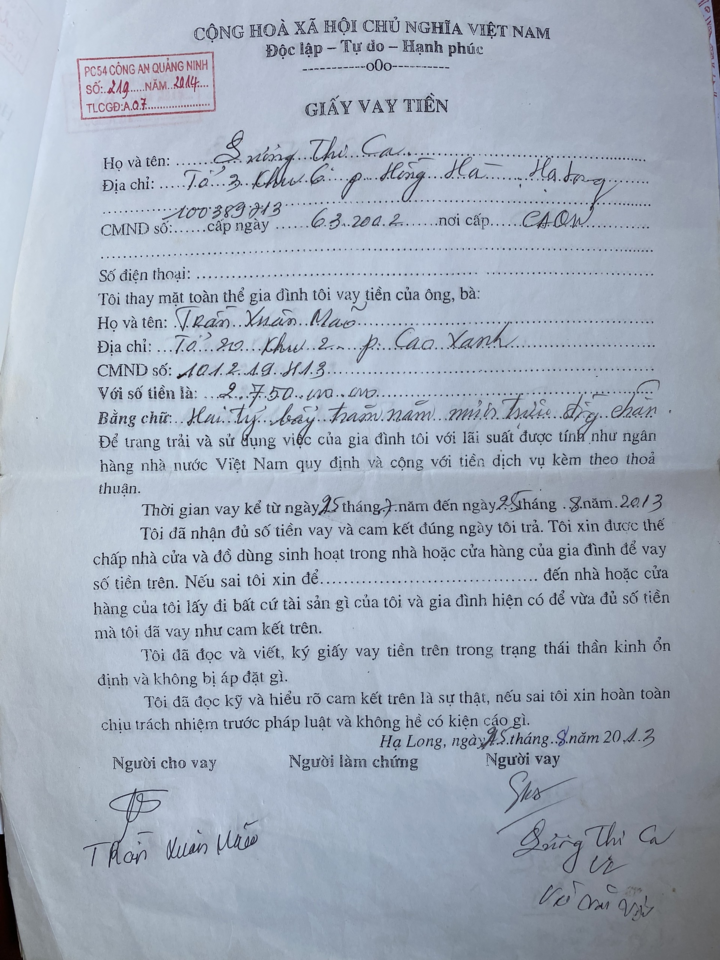 CỘNG HOÀ XÃ HỘI CHỦ NGHĨA VIỆT NAM
Độc lập – Tự do – Hạnh phúc
-----------o0o-----------
PC54 CÔNG AN QUẢNG NINH
SỐ: 219 NĂM 2014
TLCGĐ: A.07
GIẤY VAY TIỀN
Họ và tên: Thị Ca
Địa chỉ: Tổ 3 khu 6 p Hồng Hà, Hạ Long
100389713
CMND số:......cấp ngày 6.3.2002 nơi cấp CAQN
Số điện thoại:
Tôi thay mặt toàn thể gia đình tôi vay tiền của ông, bà:
Họ và tên: Trần Xuân Mão
Địa chỉ: Tổ 20 khu 2 p. Cao Xanh
CMND số: 101219413
Với số tiền là: 2.750.000.000
Bằng chữ: Hai tỷ bảy trăm năm mươi triệu đồng chẵn.
Để trang trải và sử dụng việc của gia đình tôi với lãi suất được tính như ngân
hàng nhà nước Việt Nam quy định và cộng với tiền dịch vụ kèm theo thoả
thuận.
Thời gian vay kể từ ngày 25 tháng 7 năm đến ngày 25 tháng 8 năm 2013
Tôi đã nhận đủ số tiền vay và cam kết đúng ngày tôi trả. Tôi xin được thế
chấp nhà cửa và đồ dùng sinh hoạt trong nhà hoặc cửa hàng của gia đình để vay
số tiền trên. Nếu sai tôi xin để........................................ đến nhà hoặc cửa
hàng của tôi lấy đi bất cứ tài sản gì của tôi và gia đình hiện có để vừa đủ số tiền
mà tôi đã vay như cam kết trên.
Tôi đã đọc và viết, ký giấy vay tiền trên trong trạng thái thần kinh ổn
định và không bị áp đặt gì.
Tôi đã đọc kỹ và hiểu rõ cam kết trên là sự thật, nếu sai tôi xin hoàn toàn
chịu trách nhiệm trước pháp luật và không hề có kiện cáo gì.
Hạ Long, ngày 25 tháng 8 năm 2013
Người cho vay Người làm chứng Người vay
Trần Xuân Mão
Thị Ca